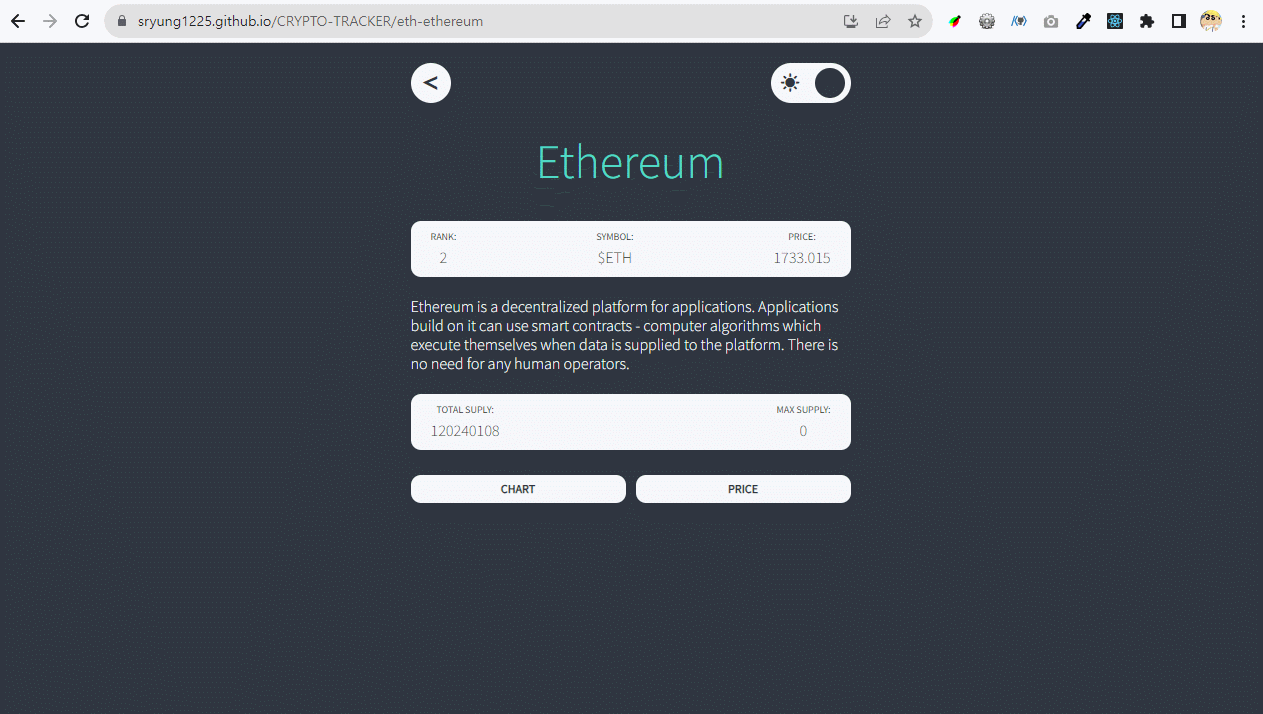 sryung1225.github.io/CRYPTO-TRACKER/eth-ethereum
<
Ethereum
RANK: SYMBOL: PRICE:
2 $ETH 1733.015
Ethereum is a decentralized platform for applications. Applications
build on it can use smart contracts - computer algorithms which
execute themselves when data is supplied to the platform. There is
no need for any human operators.
TOTAL SUPLY: MAX SUPPLY:
120240108 0
CHART PRICE